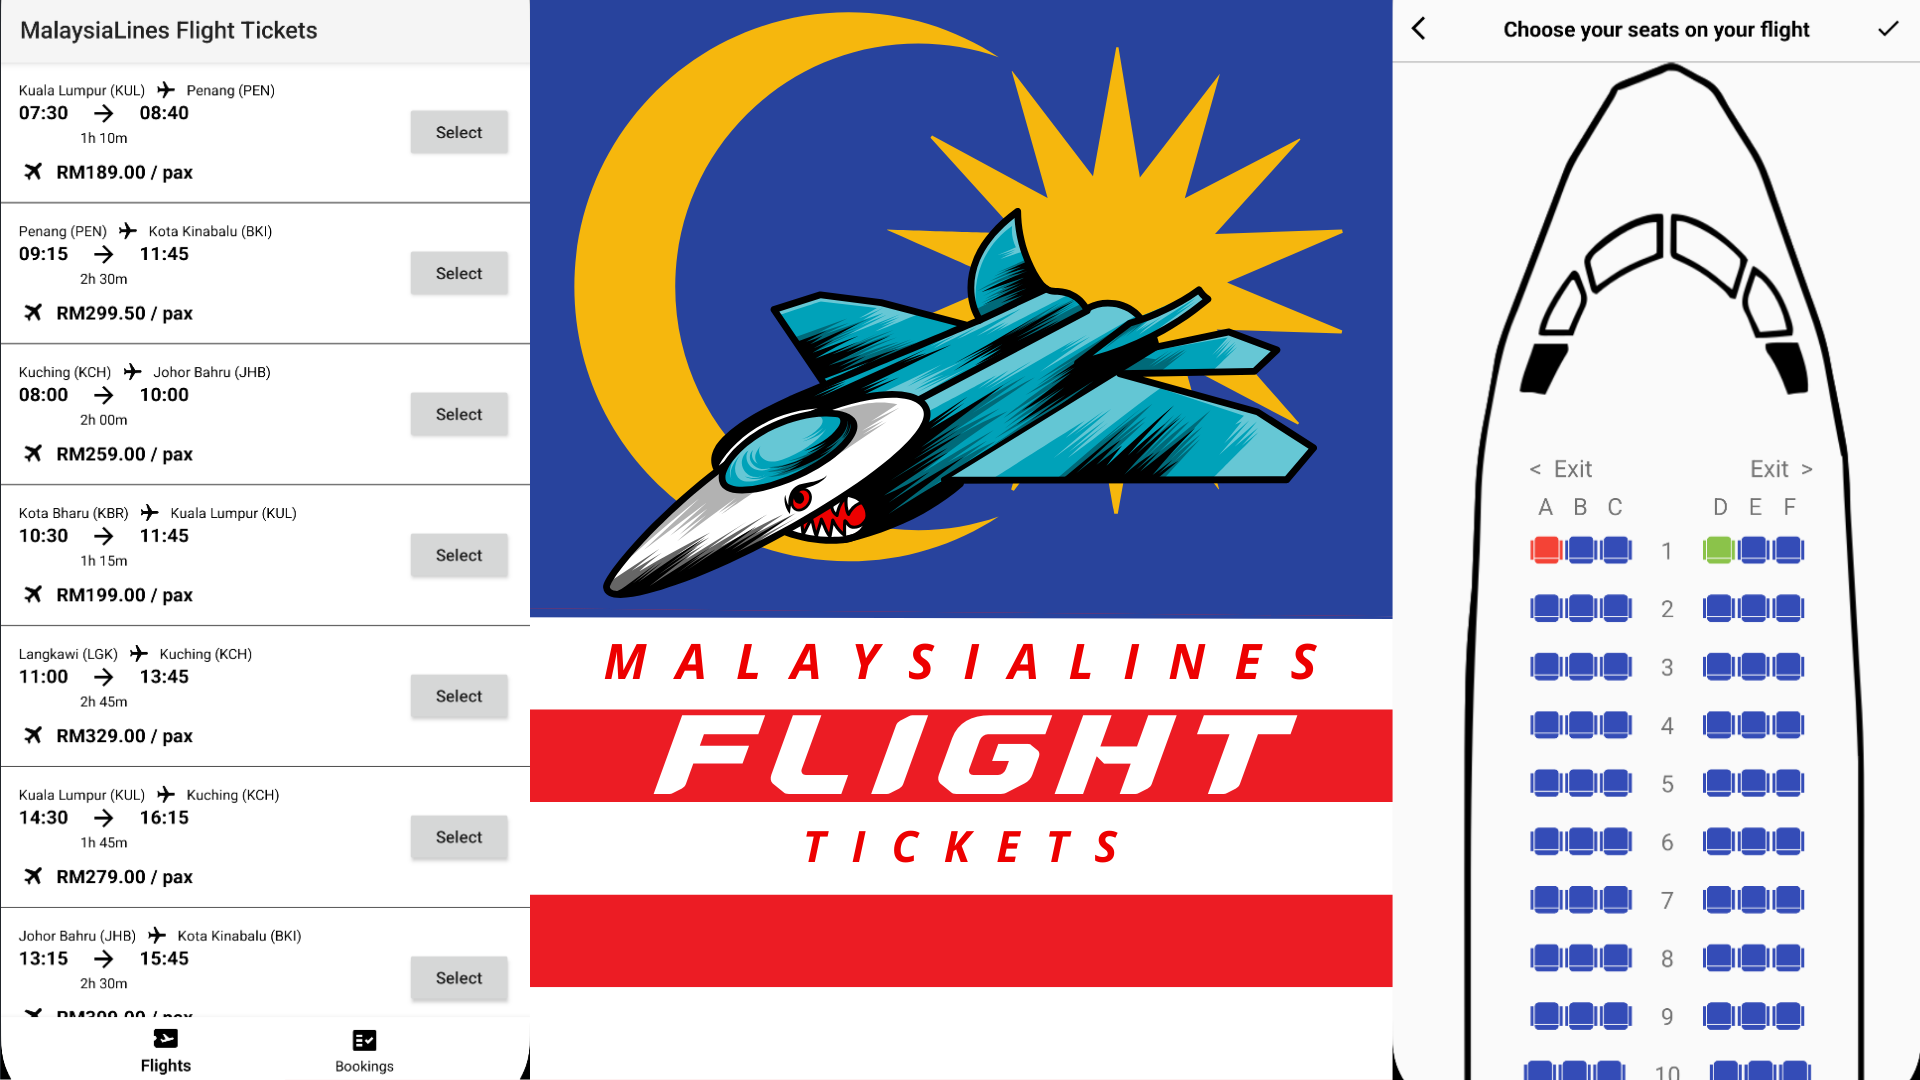 MalaysiaLines Flight Tickets
Kuala Lumpur (KUL) Penang (PEN)
07:30 → 08:40
1h 10m
Select
RM189.00 / pax
Penang (PEN) Kota Kinabalu (BKI)
09:15 → 11:45
2h 30m
Select
RM299.50 / pax
Kuching (KCH) Johor Bahru (JHB)
08:00 → 10:00
2h 00m
Select
RM259.00 / pax
Kota Bharu (KBR) Kuala Lumpur (KUL)
10:30 → 11:45
1h 15m
Select
RM199.00 / pax
Langkawi (LGK) Kuching (KCH)
11:00 → 13:45
2h 45m
Select
RM329.00 / pax
Kuala Lumpur (KUL) Kuching (KCH)
14:30 → 16:15
1h 45m
Select
RM279.00 / pax
Johor Bahru (JHB) Kota Kinabalu (BKI)
13:15 → 15:45
2h 30m
Select
Flights Bookings
MALAYSIALINES
FLIGHT
TICKETS
Choose your seats on your flight
< Exit Exit >
A B C D E F
1
2
3
4
5
6
7
8
9
10